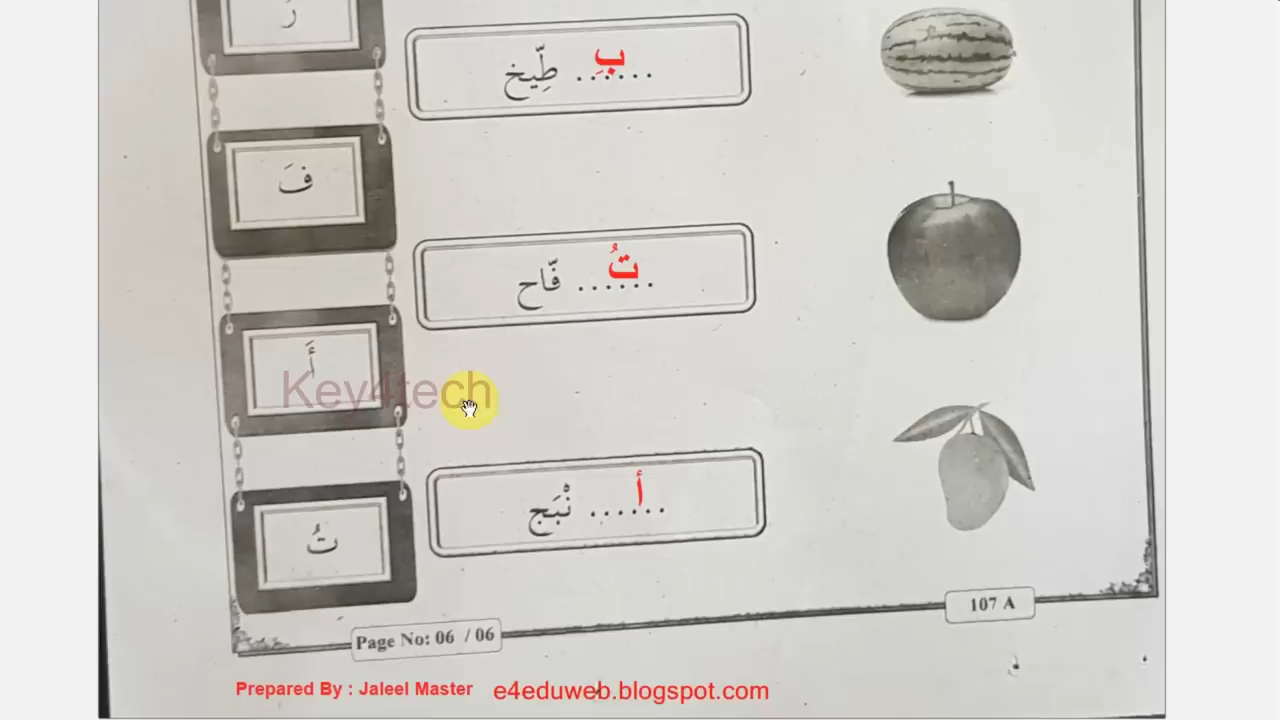 رَ
بِ ...... طِّيخ
فَ
تُ ...... فَّاح
أَ
Key4tech
أ ...... نْبَج
تُ
107 A
Page No: 06 / 06
Prepared By : Jaleel Master e4eduweb.blogspot.com